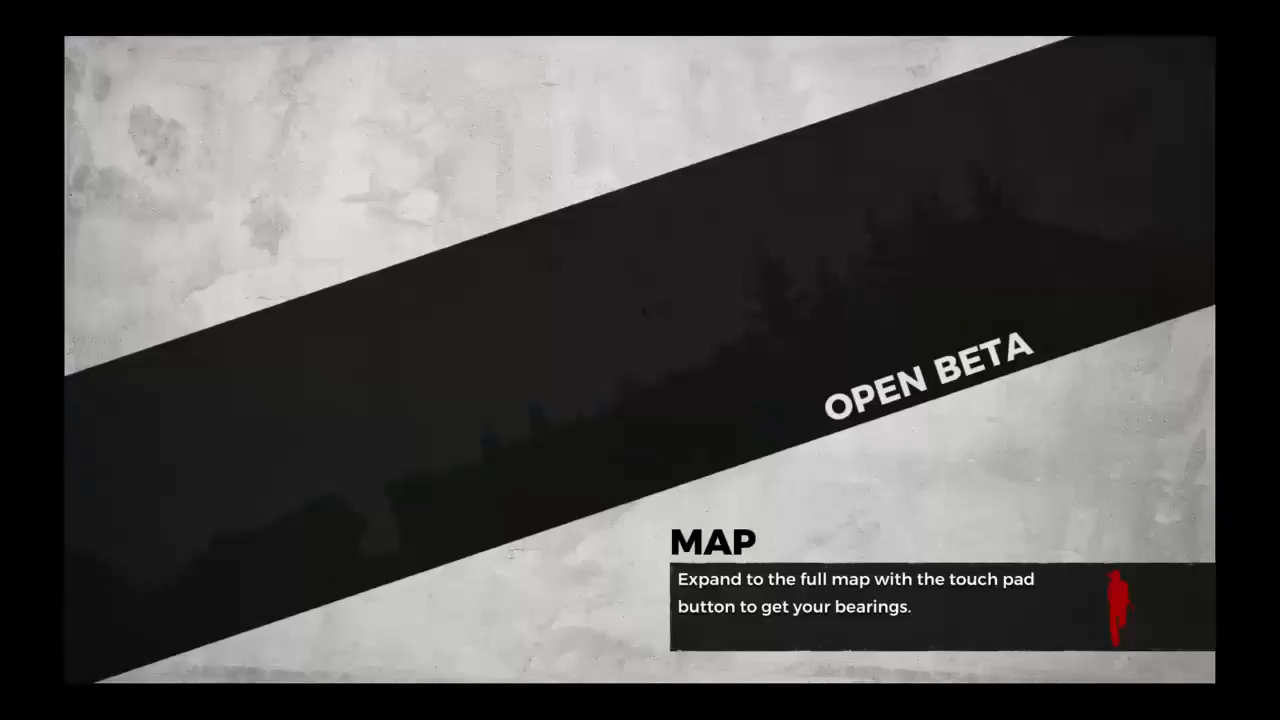 OPEN BETA
MAP
Expand to the full map with the touch pad
button to get your bearings.